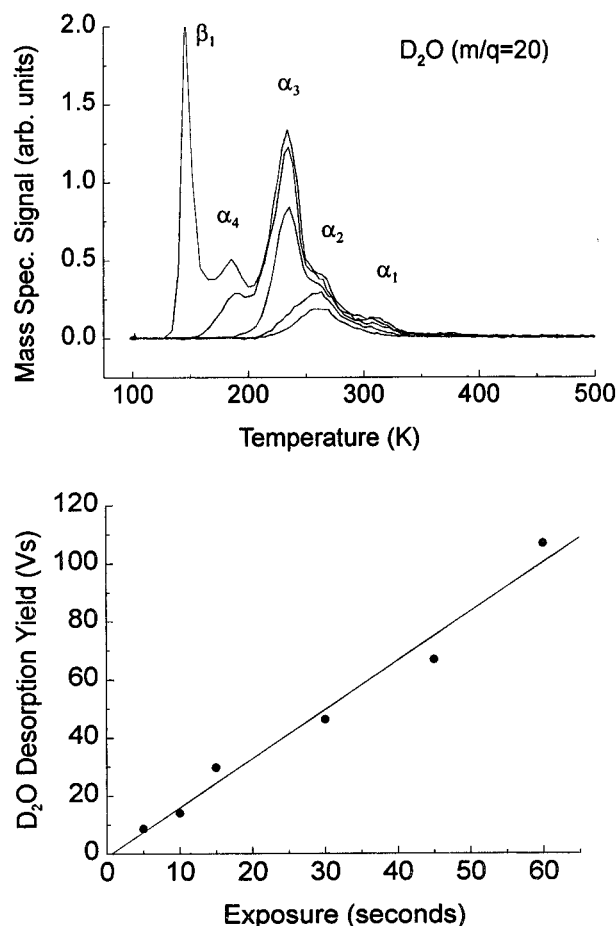 D₂O (m/q=20)
β₁
α₃
α₄
α₂
α₁
Mass Spec. Signal (arb. units)
2.0
1.5
1.0
0.5
0.0
100 200 300 400 500
Temperature (K)
D₂O Desorption Yield (Vs)
120
100
80
60
40
20
0
0 10 20 30 40 50 60
Exposure (seconds)